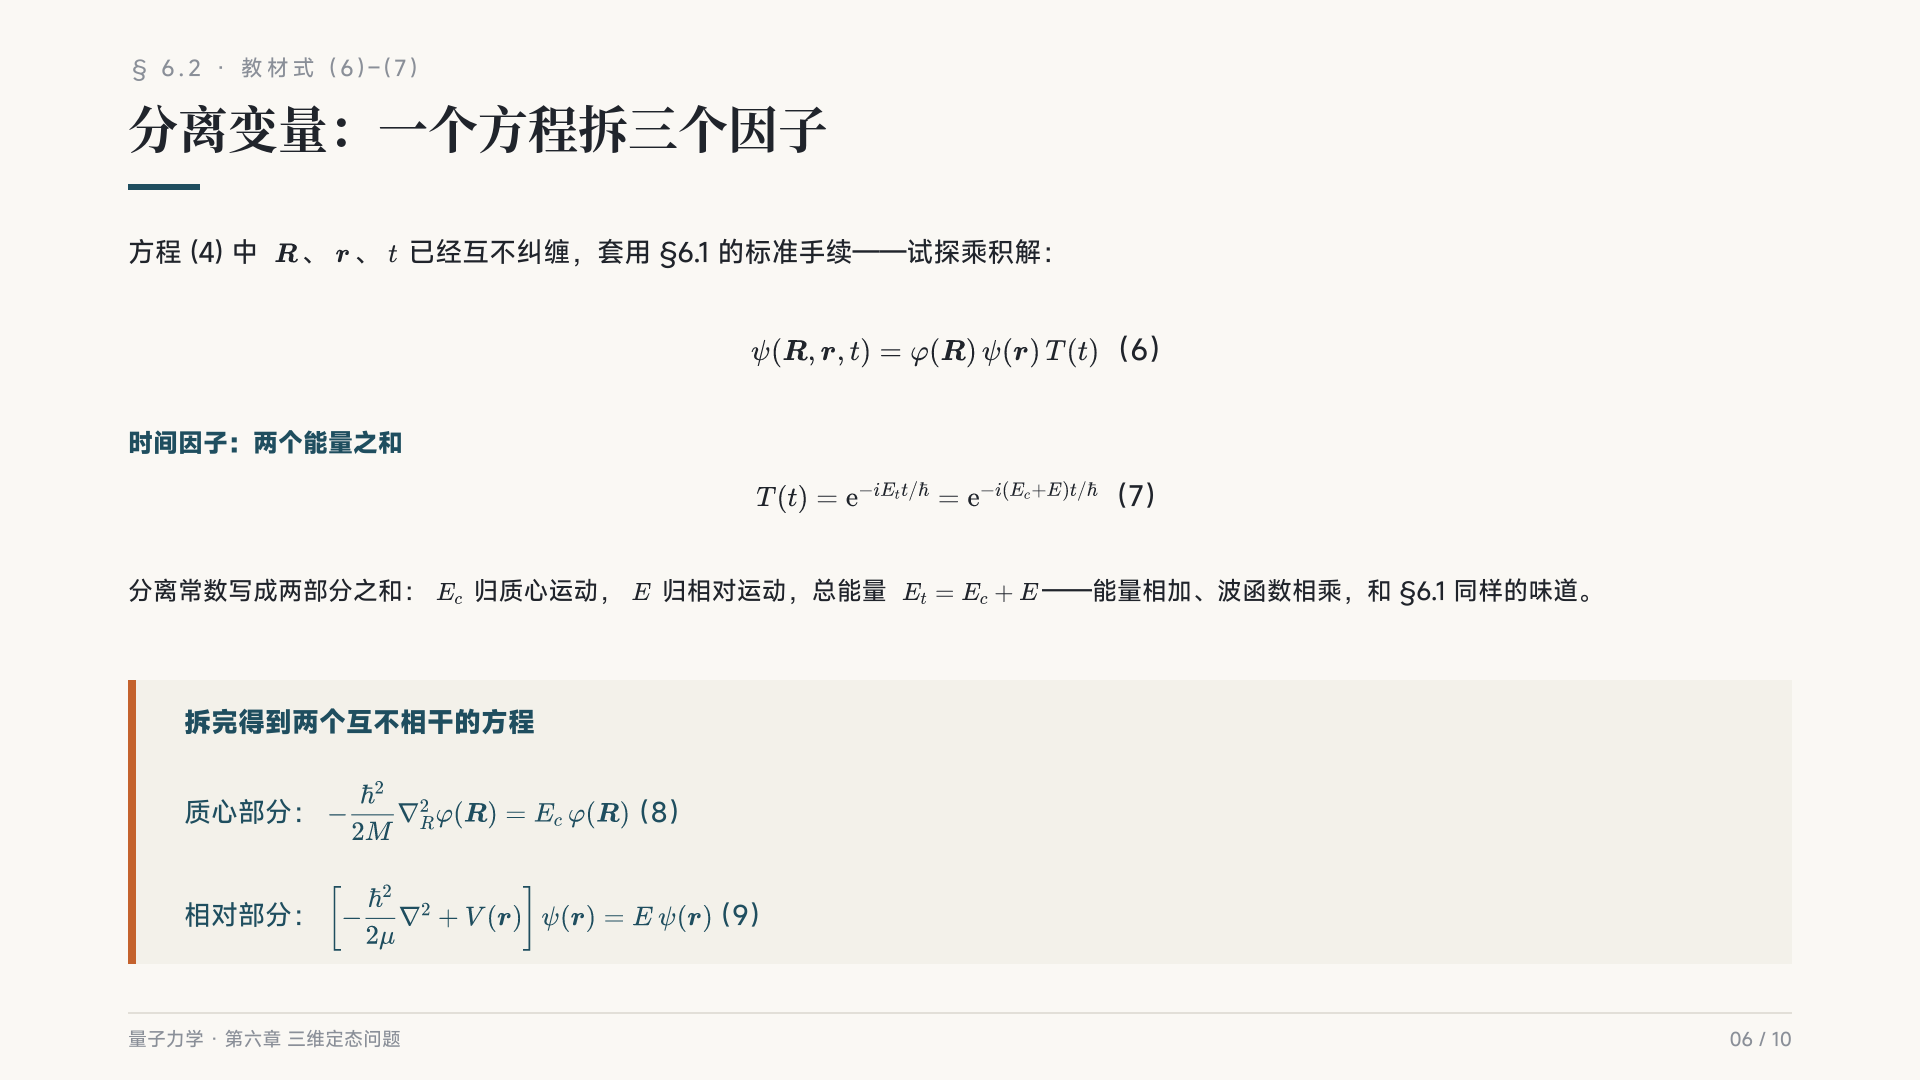 § 6.2 · 教材式 (6)–(7)
分离变量：一个方程拆三个因子
方程 (4) 中 R、r、t 已经互不纠缠，套用 §6.1 的标准手续——试探乘积解：
ψ(R, r, t) = φ(R) ψ(r) T(t) (6)
时间因子：两个能量之和
T(t) = e^{−iE_t t/ħ} = e^{−i(E_c+E)t/ħ} (7)
分离常数写成两部分之和：E_c 归质心运动，E 归相对运动，总能量 E_t = E_c + E——能量相加、波函数相乘，和 §6.1 同样的味道。
拆完得到两个互不相干的方程
质心部分：−\frac{ħ^2}{2M}∇_R^2 φ(R) = E_c φ(R) (8)
相对部分：[−\frac{ħ^2}{2μ}∇^2 + V(r)] ψ(r) = E ψ(r) (9)
量子力学 · 第六章 三维定态问题
06 / 10